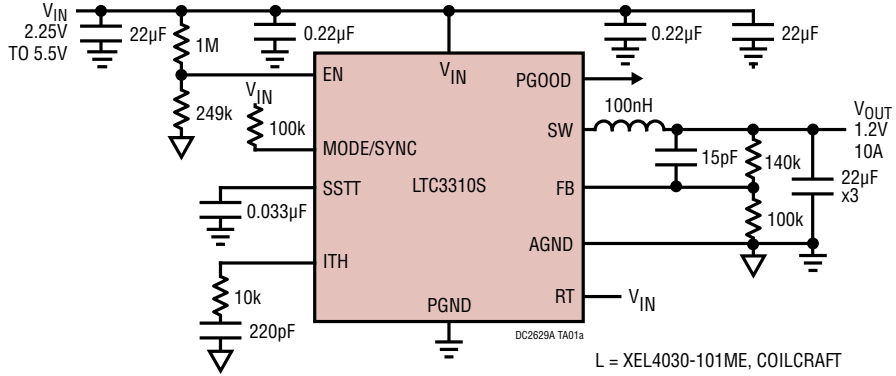 VIN
2.25V
TO 5.5V
22µF
1M
0.22µF
0.22µF
22µF
249k
VIN
100k
EN
VIN
PGOOD
MODE/SYNC
SW
100nH
VOUT
1.2V
10A
15pF
140k
22µF
x3
SSTT
LTC3310S
FB
0.033µF
100k
AGND
ITH
10k
220pF
PGND
RT
VIN
DC2629A TA01a
L = XEL4030-101ME, COILCRAFT